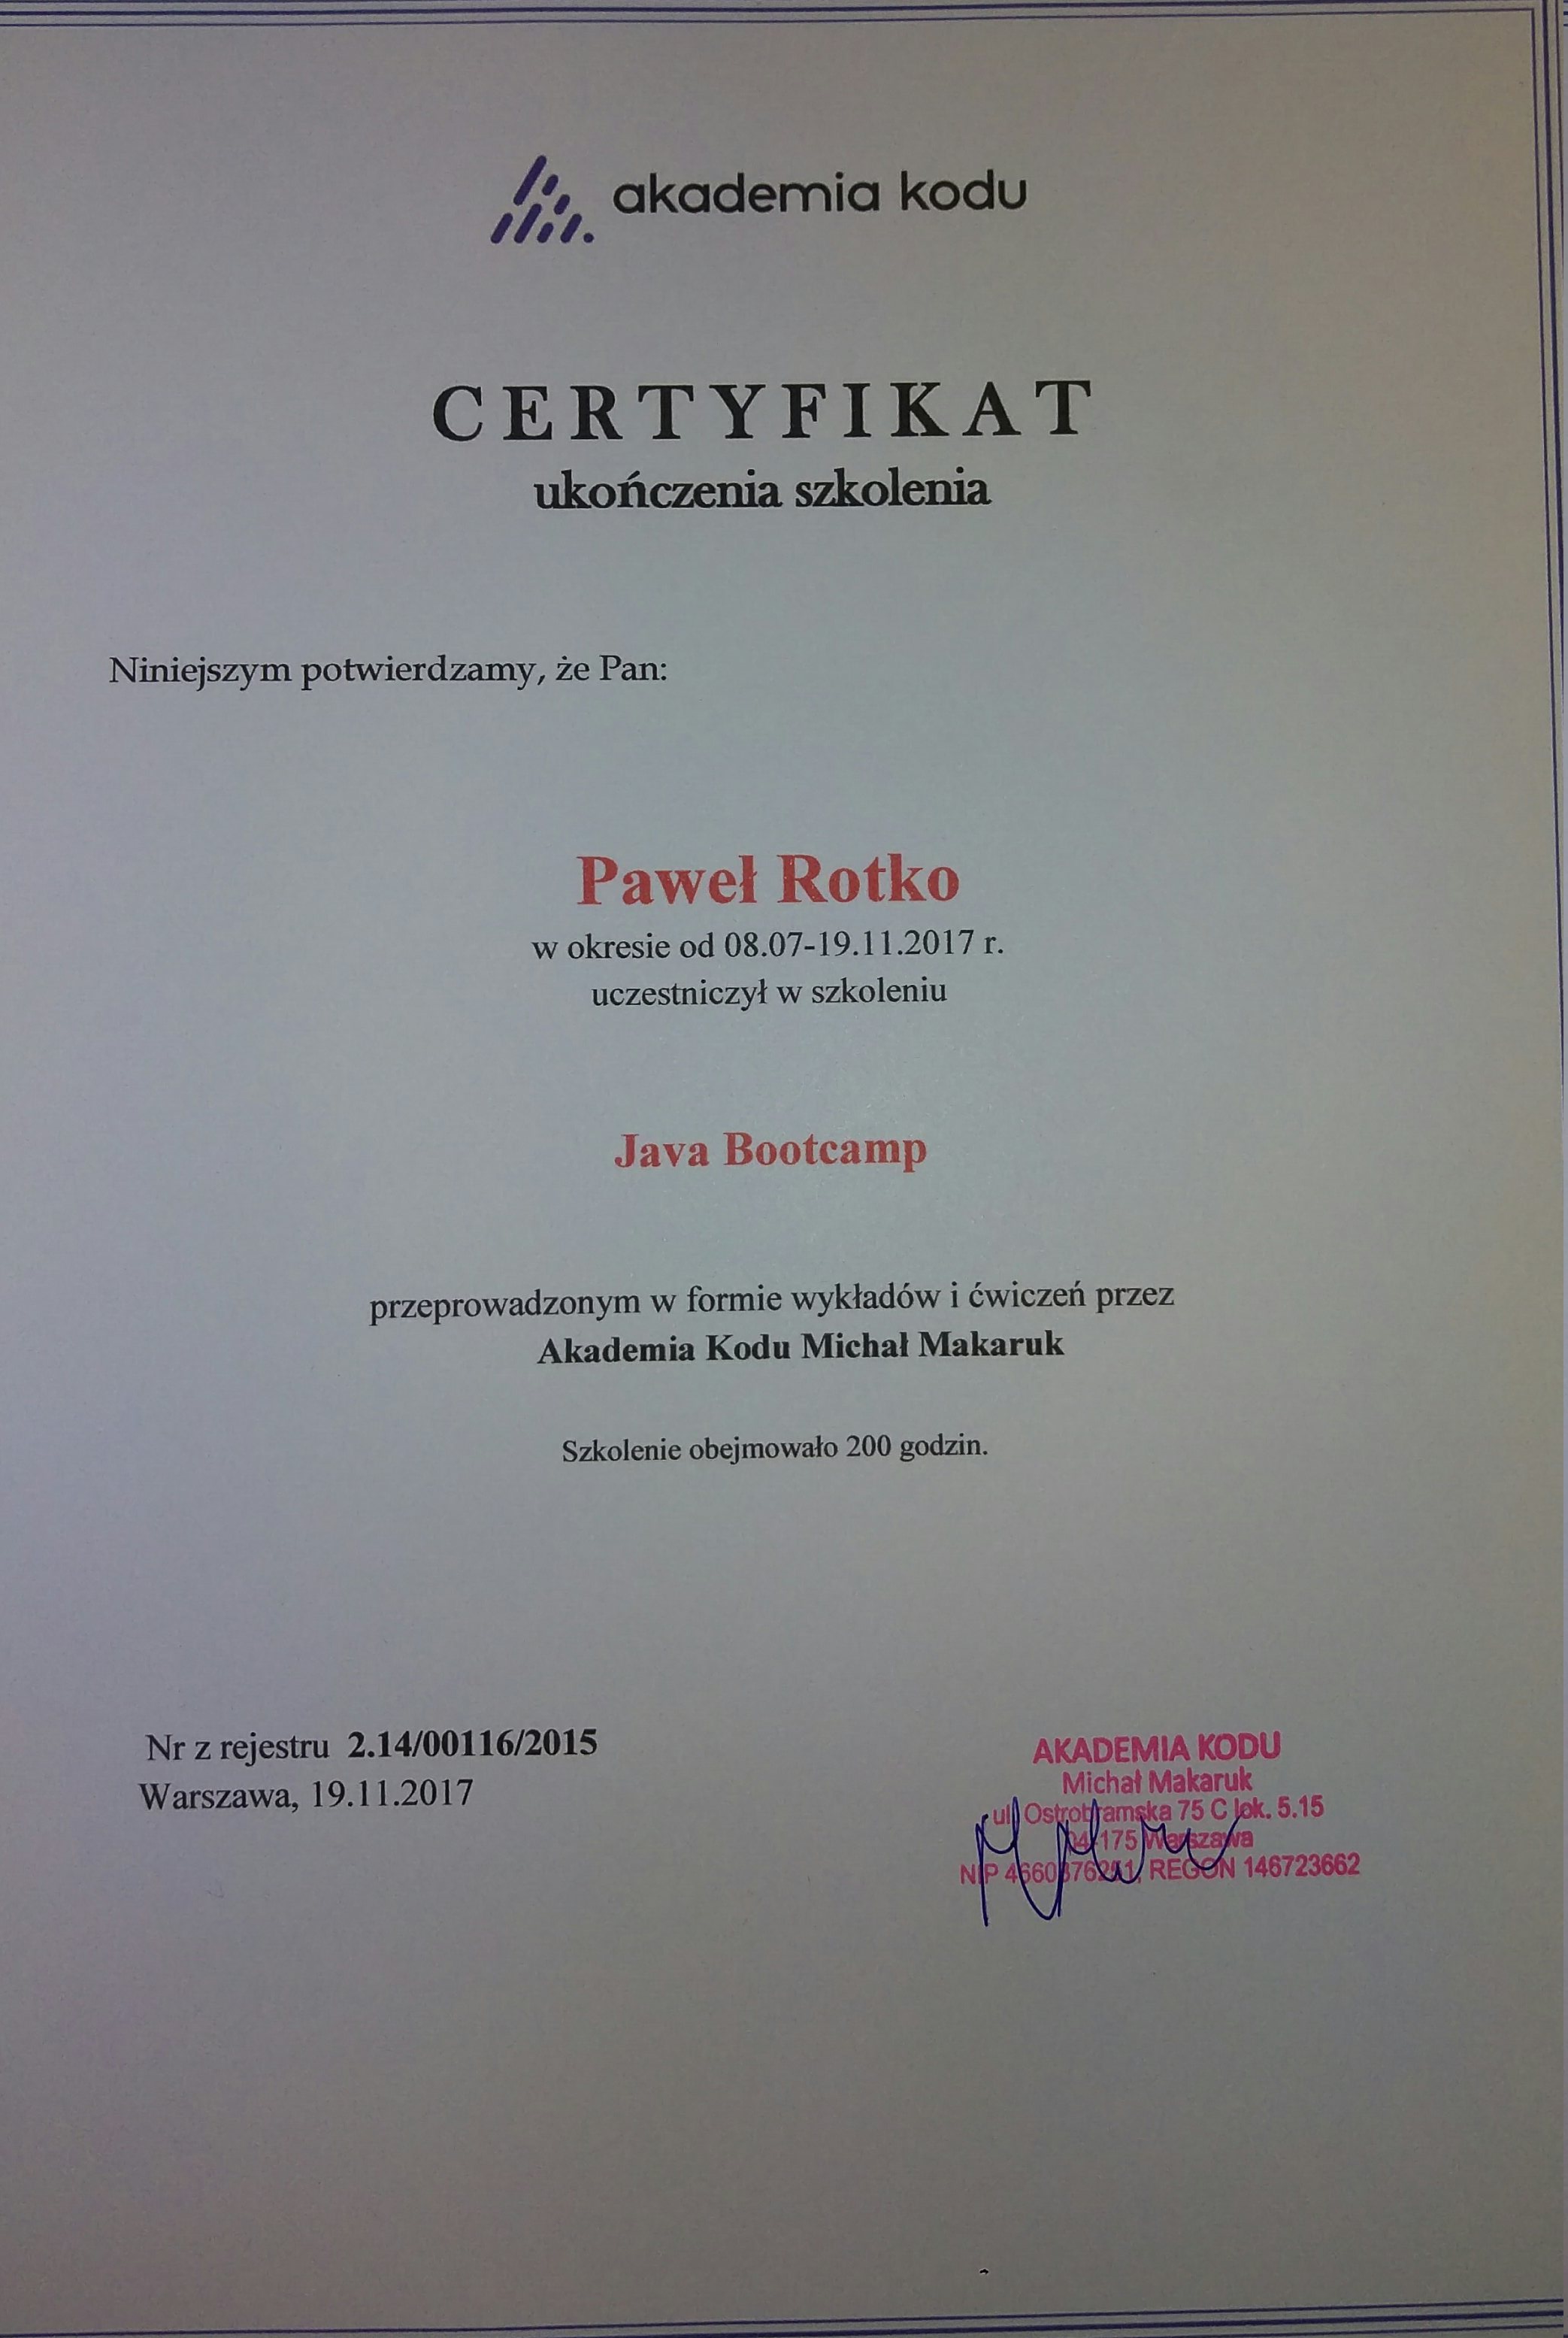 akademia kodu
CERTYFIKAT
ukończenia szkolenia
Niniejszym potwierdzamy, że Pan:
Paweł Rotko
w okresie od 08.07-19.11.2017 r.
uczestniczył w szkoleniu
Java Bootcamp
przeprowadzonym w formie wykładów i ćwiczeń przez
Akademia Kodu Michał Makaruk
Szkolenie obejmowało 200 godzin.
Nr z rejestru 2.14/00116/2015
Warszawa, 19.11.2017
AKADEMIA KODU
Michał Makaruk
ul. Ostrobramska 75 C lok. 5.15
04-175 Warszawa
NIP REGON 146723662